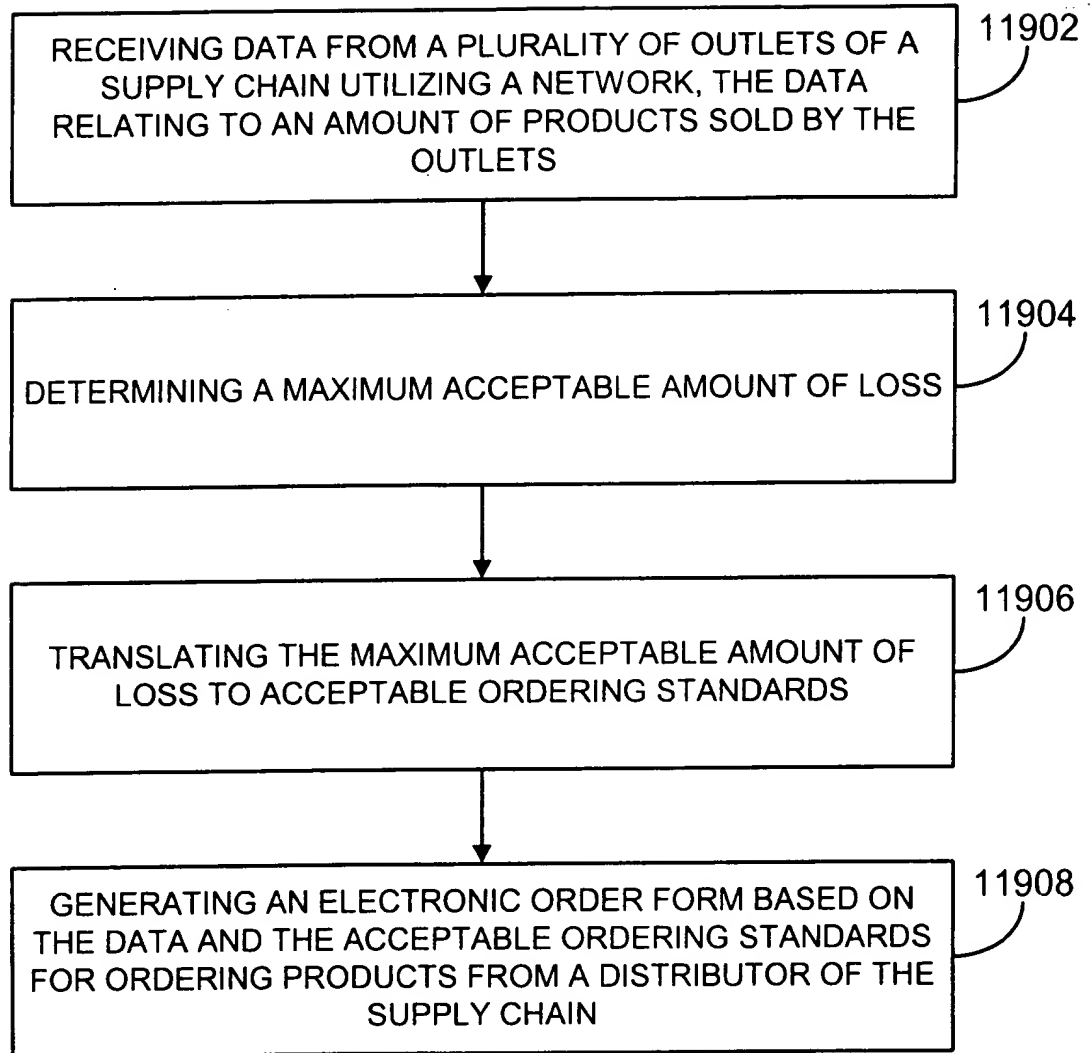 RECEIVING DATA FROM A PLURALITY OF OUTLETS OF A
SUPPLY CHAIN UTILIZING A NETWORK, THE DATA
RELATING TO AN AMOUNT OF PRODUCTS SOLD BY THE
OUTLETS
11902
DETERMINING A MAXIMUM ACCEPTABLE AMOUNT OF LOSS
11904
TRANSLATING THE MAXIMUM ACCEPTABLE AMOUNT OF
LOSS TO ACCEPTABLE ORDERING STANDARDS
11906
GENERATING AN ELECTRONIC ORDER FORM BASED ON
THE DATA AND THE ACCEPTABLE ORDERING STANDARDS
FOR ORDERING PRODUCTS FROM A DISTRIBUTOR OF THE
SUPPLY CHAIN
11908